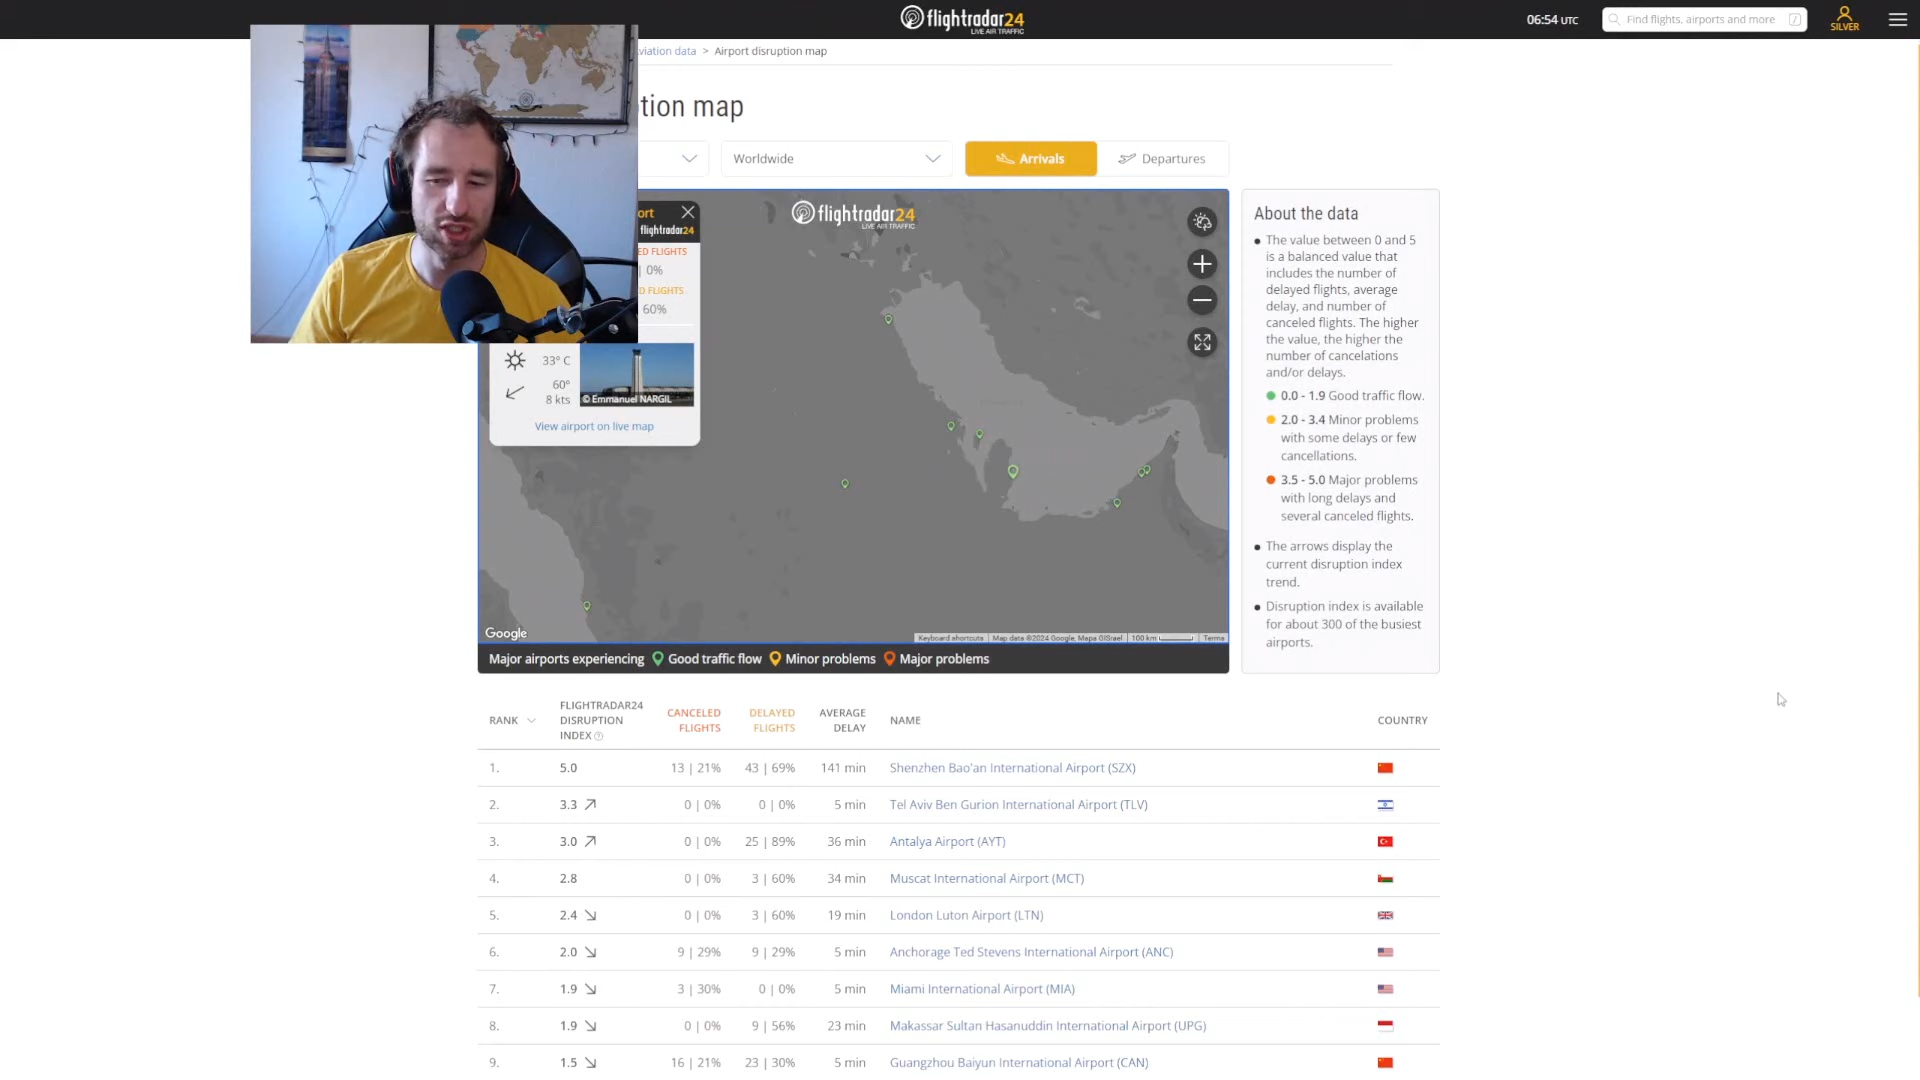 flightradar24
LIVE AIR TRAFFIC
06:54 UTC
Find flights, airports and more
/
SILVER
viation data > Airport disruption map
tion map
Worldwide
Arrivals
Departures
ort
flightradar24
ED FLIGHTS
| 0%
D FLIGHTS
60%
33° C
60°
8 kts
© Emmanuel NARGIL
View airport on live map
flightradar24
LIVE AIR TRAFFIC
Google
Keyboard shortcuts
Map data ©2024 Google, Mapa GISrael
100 km
Terms
Major airports experiencing
Good traffic flow
Minor problems
Major problems
About the data
The value between 0 and 5
is a balanced value that
includes the number of
delayed flights, average
delay, and number of
canceled flights. The higher
the value, the higher the
number of cancelations
and/or delays.
0.0 - 1.9 Good traffic flow.
2.0 - 3.4 Minor problems
with some delays or few
cancellations.
3.5 - 5.0 Major problems
with long delays and
several canceled flights.
The arrows display the
current disruption index
trend.
Disruption index is available
for about 300 of the busiest
airports.
RANK
FLIGHTRADAR24
DISRUPTION
INDEX
CANCELED
FLIGHTS
DELAYED
FLIGHTS
AVERAGE
DELAY
NAME
COUNTRY
1. 5.0 13 | 21% 43 | 69% 141 min Shenzhen Bao'an International Airport (SZX)
2. 3.3 0 | 0% 0 | 0% 5 min Tel Aviv Ben Gurion International Airport (TLV)
3. 3.0 0 | 0% 25 | 89% 36 min Antalya Airport (AYT)
4. 2.8 0 | 0% 3 | 60% 34 min Muscat International Airport (MCT)
5. 2.4 0 | 0% 3 | 60% 19 min London Luton Airport (LTN)
6. 2.0 9 | 29% 9 | 29% 5 min Anchorage Ted Stevens International Airport (ANC)
7. 1.9 3 | 30% 0 | 0% 5 min Miami International Airport (MIA)
8. 1.9 0 | 0% 9 | 56% 23 min Makassar Sultan Hasanuddin International Airport (UPG)
9. 1.5 16 | 21% 23 | 30% 5 min Guangzhou Baiyun International Airport (CAN)